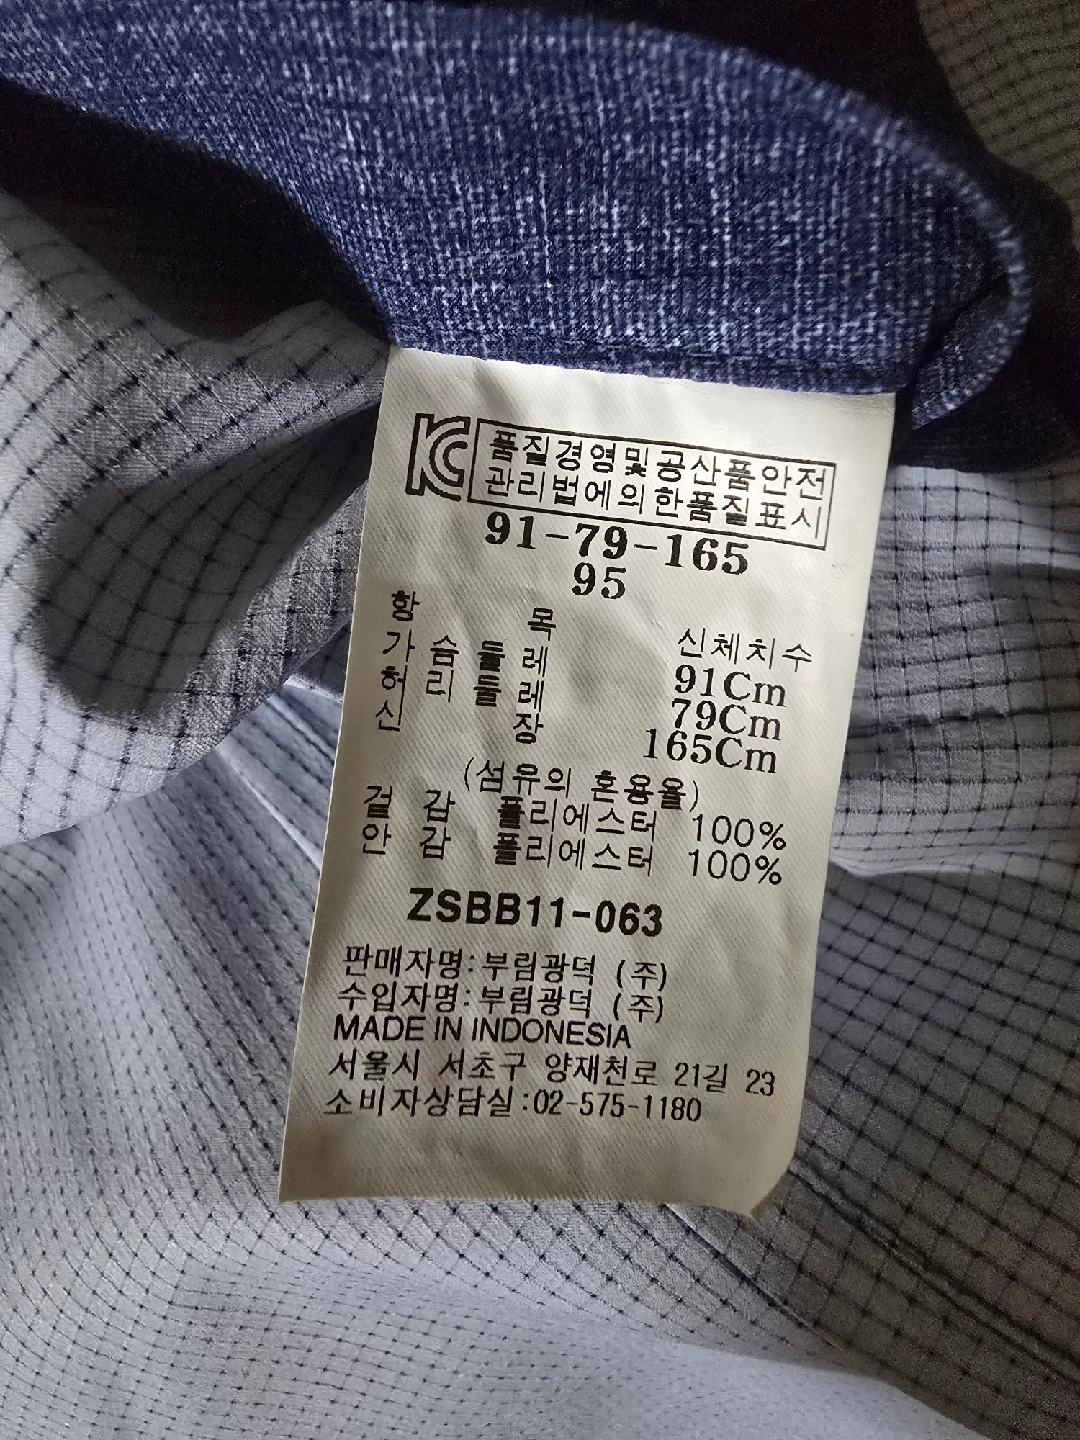 KC 품질경영및공산품안전
관리법에의한품질표시
91-79-165
95
항 목 신체치수
가슴둘레 91Cm
허리둘레 79Cm
신 장 165Cm
(섬유의 혼용율)
겉 감 폴리에스터 100%
안 감 폴리에스터 100%
ZSBB11-063
판매자명:부림광덕 (주)
수입자명:부림광덕 (주)
MADE IN INDONESIA
서울시 서초구 양재천로 21길 23
소비자상담실:02-575-1180